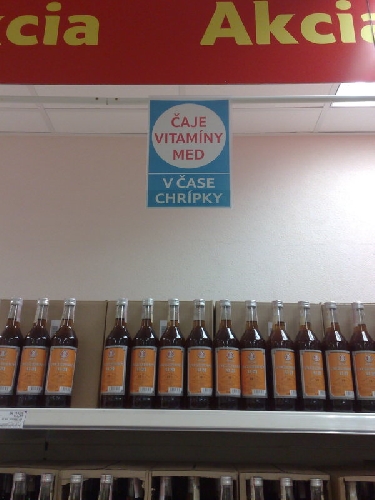 Akcia
Akcia
ČAJE
VITAMÍNY
MED
V ČASE
CHRÍPKY